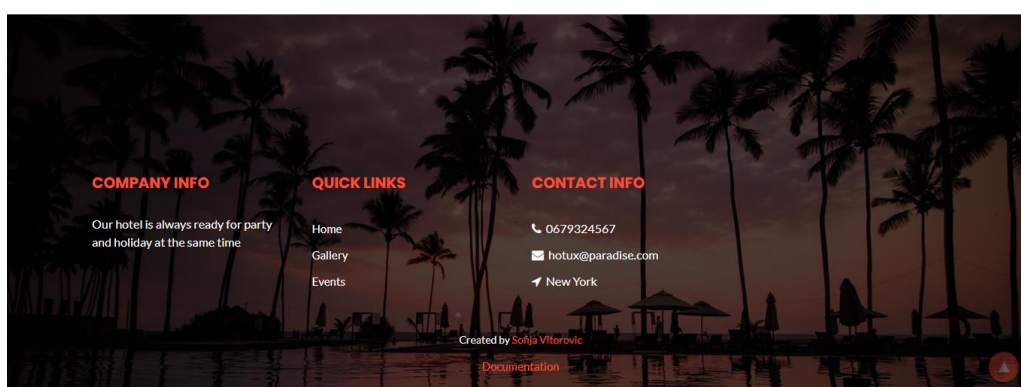 COMPANY INFO
Our hotel is always ready for party
and holiday at the same time
QUICK LINKS
Home
Gallery
Events
CONTACT INFO
0679324567
hotux@paradise.com
New York
Created by Sofija Vitorovic
Documentation